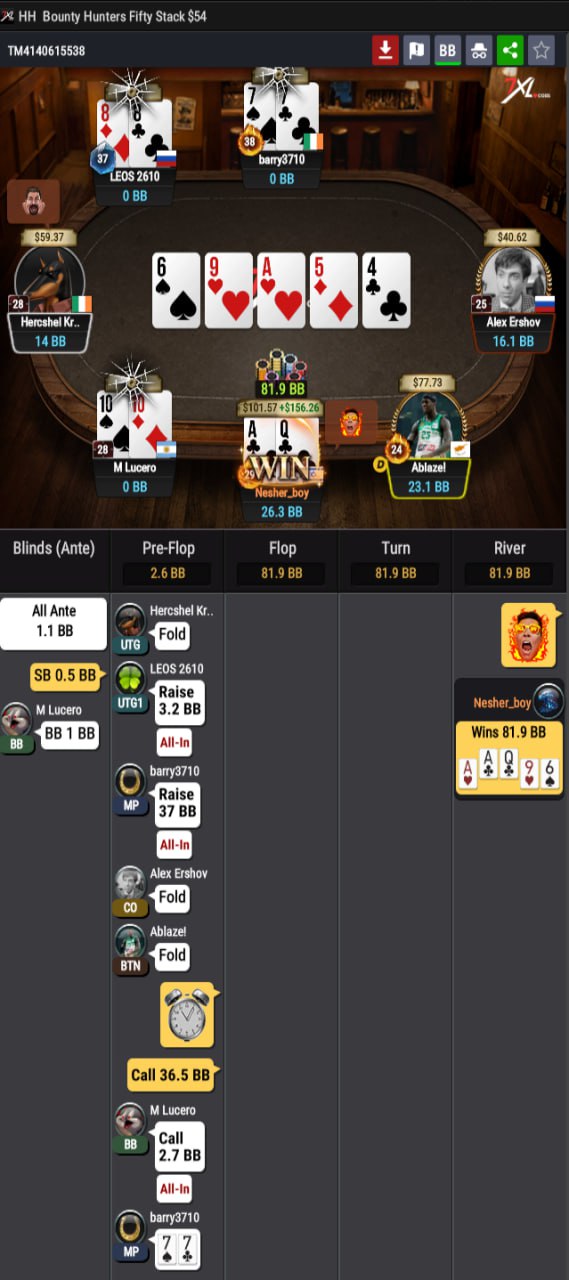 HH Bounty Hunters Fifty Stack $54
TM4140615538
BB
7XL.com
8
8
37
LEOS 2610
0 BB
7
7
38
barry3710
0 BB
$59.37
28
Hercshel Kr..
14 BB
$40.62
25
Alex Ershov
16.1 BB
6
9
A
5
4
81.9 BB
10
10
28
M Lucero
0 BB
$101.57 +$156.26
A
Q
WIN
Nesher_boy
26.3 BB
$77.73
24
D
Ablaze!
23.1 BB
Blinds (Ante)
Pre-Flop
2.6 BB
Flop
81.9 BB
Turn
81.9 BB
River
81.9 BB
All Ante
1.1 BB
SB 0.5 BB
M Lucero
BB 1 BB
BB
Hercshel Kr..
Fold
UTG
LEOS 2610
Raise
3.2 BB
UTG1
All-In
barry3710
Raise
37 BB
MP
All-In
Alex Ershov
Fold
CO
Ablaze!
Fold
BTN
Call 36.5 BB
M Lucero
Call
2.7 BB
BB
All-In
barry3710
7 7
MP
Nesher_boy
Wins 81.9 BB
A A Q 9 6